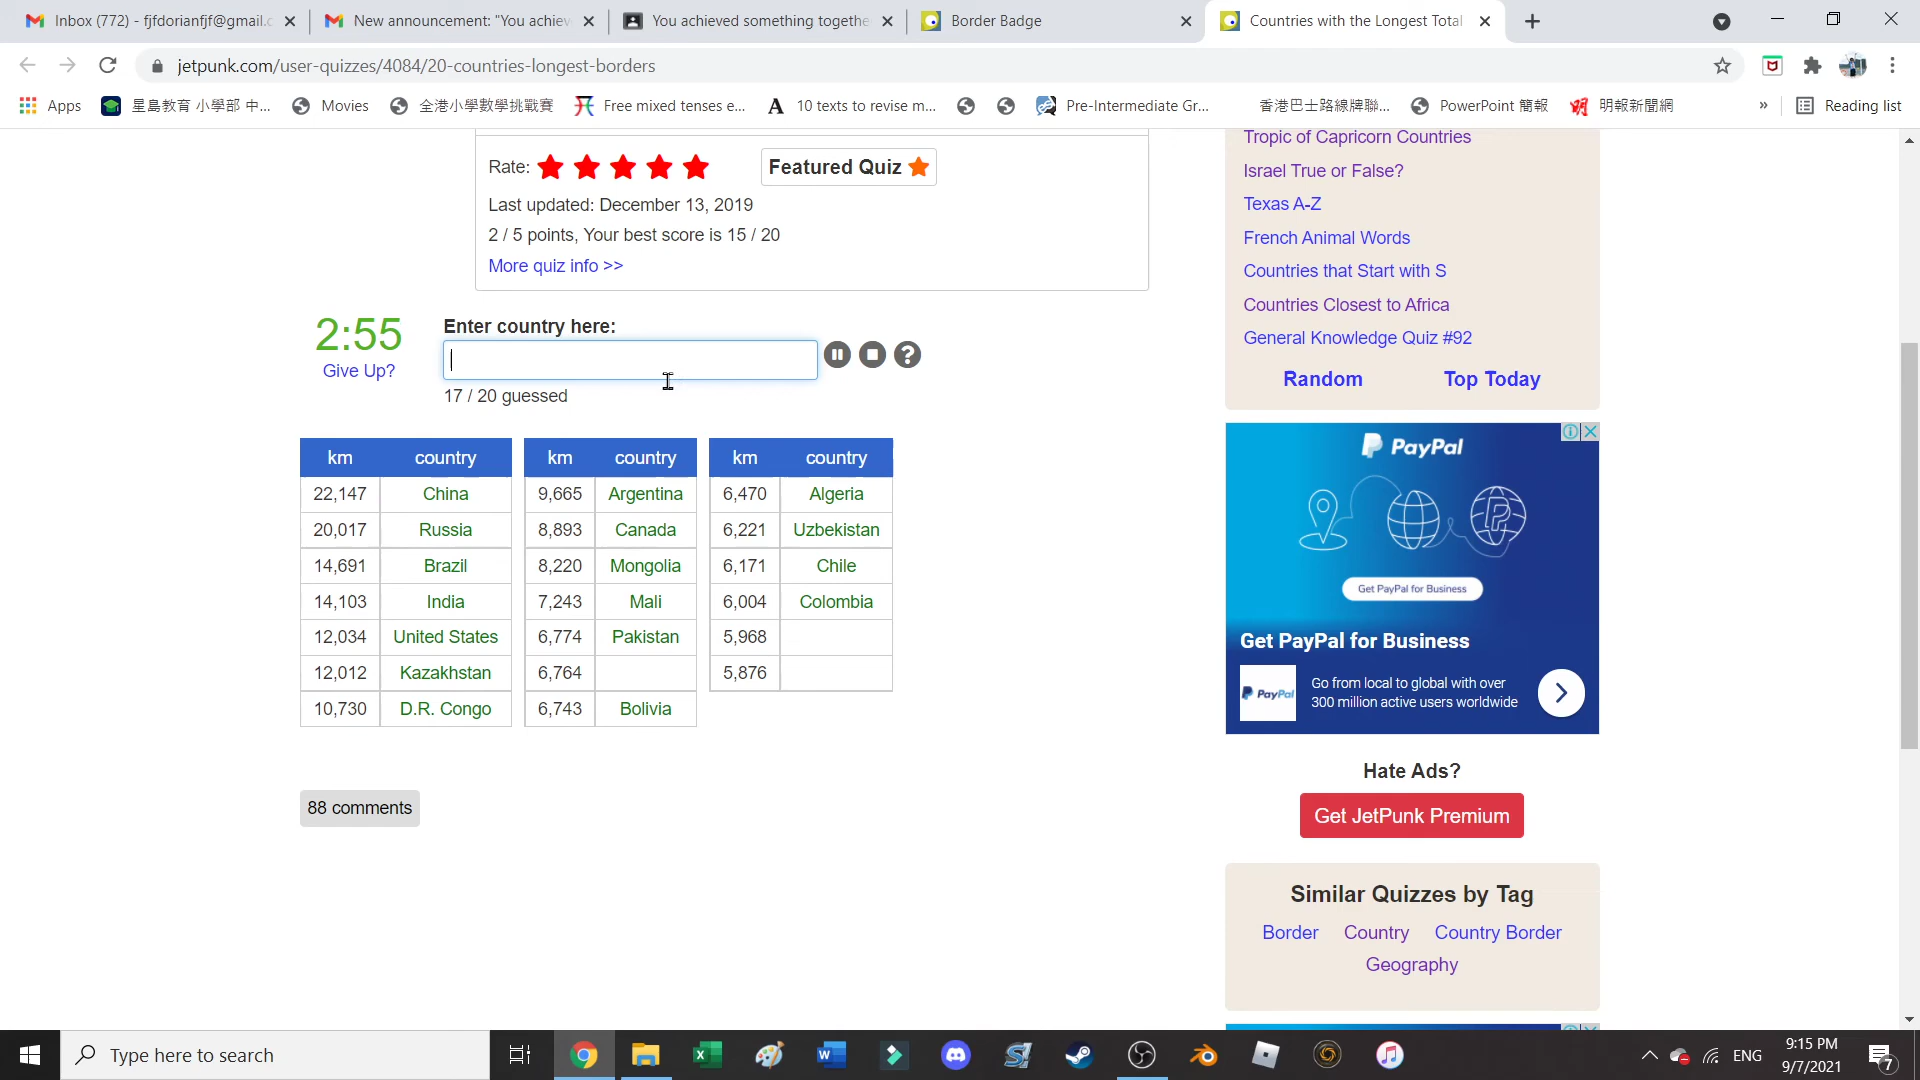 Inbox (772) - fjfdorianfjf@gmail.c
New announcement: "You achiev
You achieved something togethe
Border Badge
Countries with the Longest Total
jetpunk.com/user-quizzes/4084/20-countries-longest-borders
Apps
星島教育 小學部 中...
Movies
全港小學數學挑戰賽
Free mixed tenses e...
10 texts to revise m...
Pre-Intermediate Gr...
香港巴士路線牌聯...
PowerPoint 簡報
明報新聞網
»
Reading list
Rate:
Featured Quiz
Last updated: December 13, 2019
2 / 5 points, Your best score is 15 / 20
More quiz info >>
2:55
Give Up?
Enter country here:
17 / 20 guessed
km country km country km country
22,147 China 9,665 Argentina 6,470 Algeria
20,017 Russia 8,893 Canada 6,221 Uzbekistan
14,691 Brazil 8,220 Mongolia 6,171 Chile
14,103 India 7,243 Mali 6,004 Colombia
12,034 United States 6,774 Pakistan 5,968
12,012 Kazakhstan 6,764 5,876
10,730 D.R. Congo 6,743 Bolivia
88 comments
Tropic of Capricorn Countries
Israel True or False?
Texas A-Z
French Animal Words
Countries that Start with S
Countries Closest to Africa
General Knowledge Quiz #92
Random Top Today
PayPal
Get PayPal for Business
Get PayPal for Business
PayPal
Go from local to global with over
300 million active users worldwide
Hate Ads?
Get JetPunk Premium
Similar Quizzes by Tag
Border Country Country Border
Geography
Type here to search
ENG
9:15 PM
9/7/2021
7